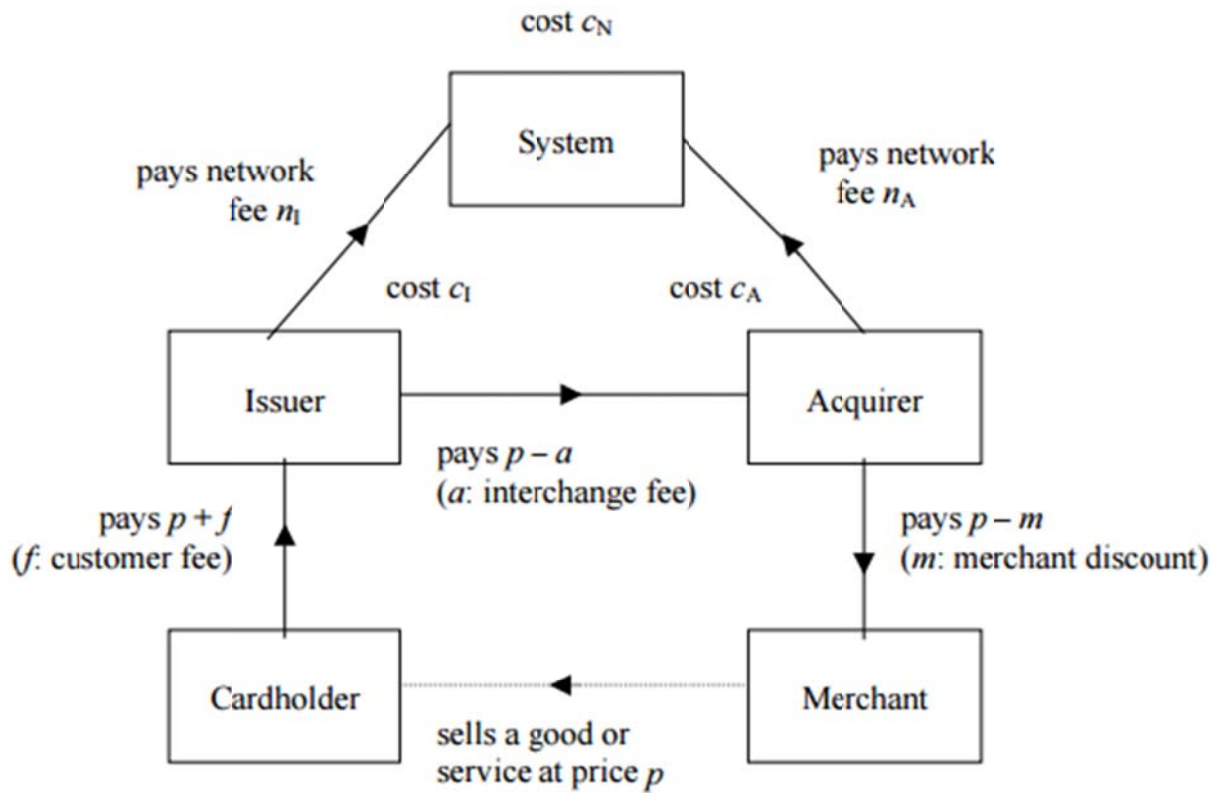 cost cN
System
pays network
fee nI
pays network
fee nA
cost cI
cost cA
Issuer
Acquirer
pays p – a
(a: interchange fee)
pays p + f
(f: customer fee)
pays p – m
(m: merchant discount)
Cardholder
Merchant
sells a good or
service at price p